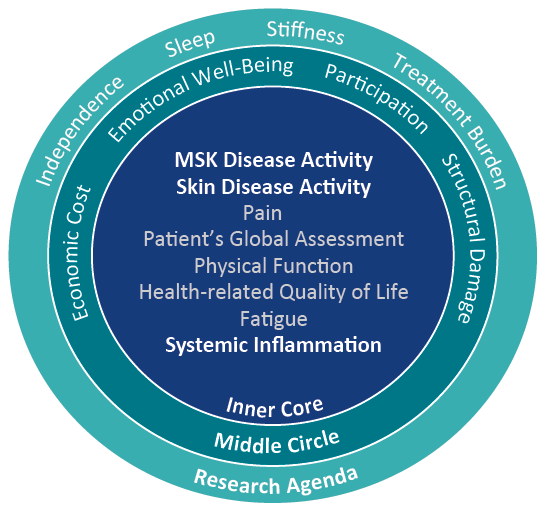 Independence
Sleep
Stiffness
Treatment Burden
Economic Cost
Emotional Well-Being
Participation
Structural Damage
MSK Disease Activity
Skin Disease Activity
Pain
Patient's Global Assessment
Physical Function
Health-related Quality of Life
Fatigue
Systemic Inflammation
Inner Core
Middle Circle
Research Agenda